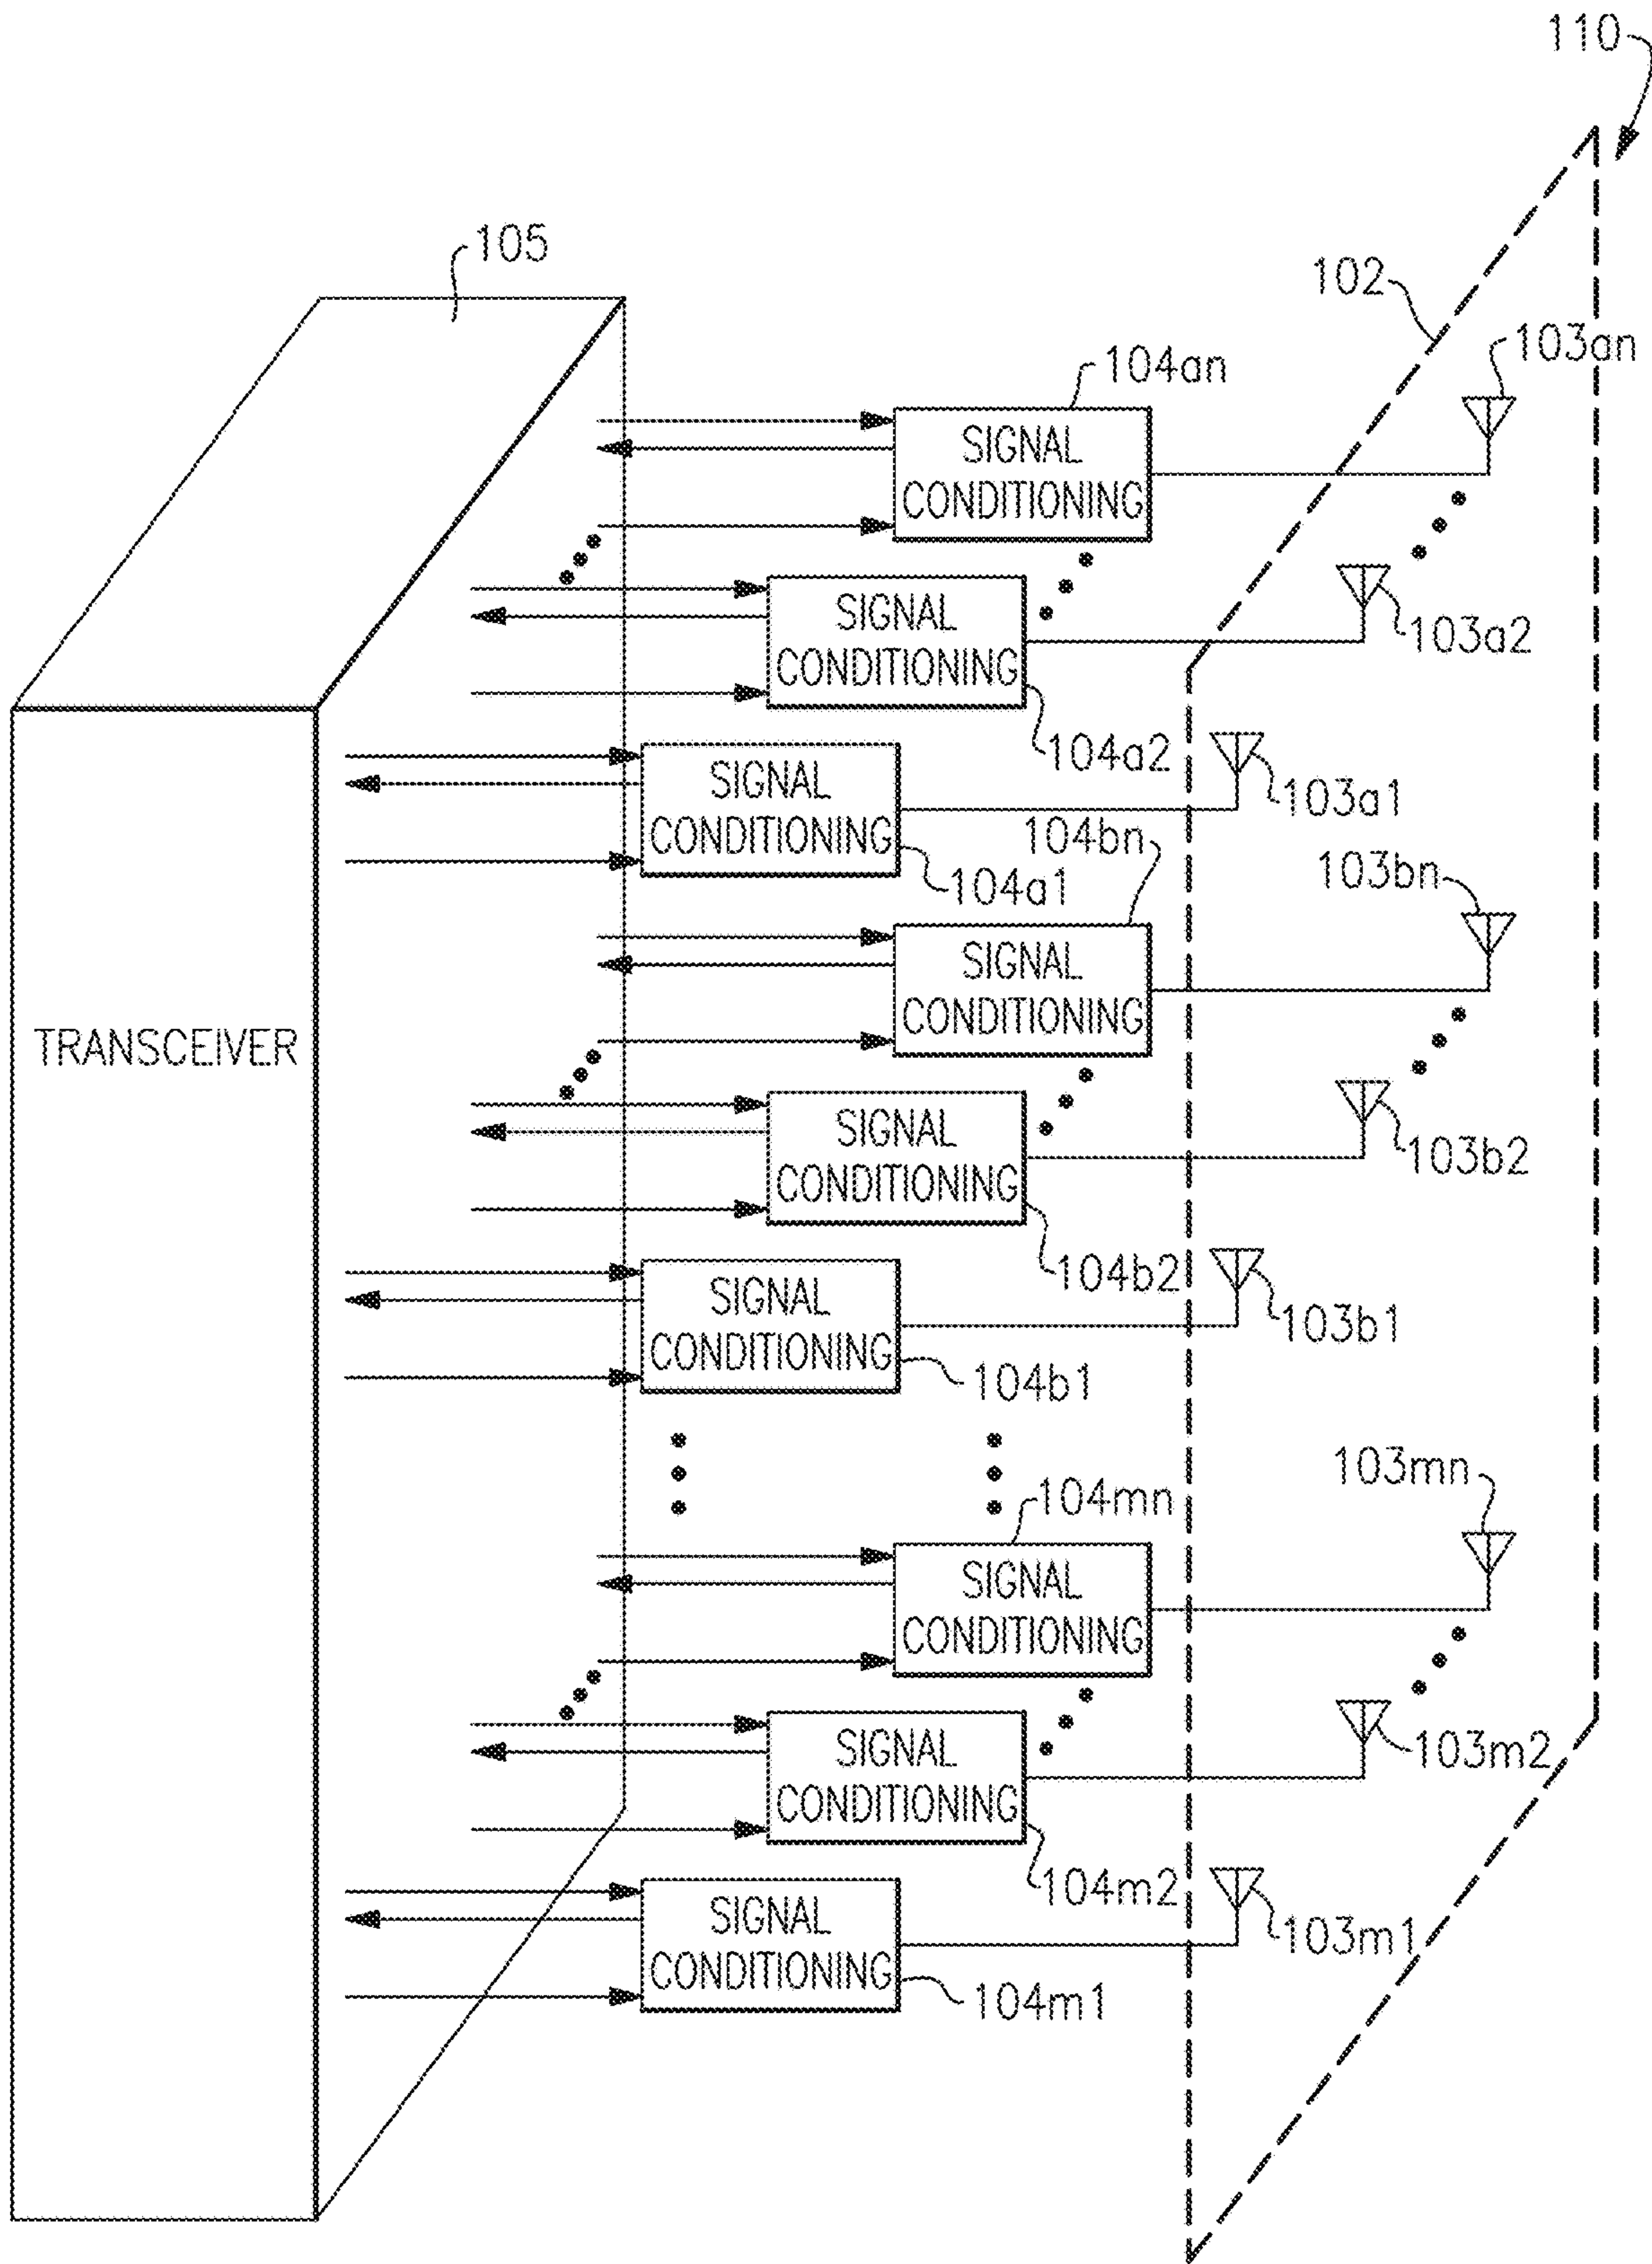 110
105
102
103an
104an
SIGNAL
CONDITIONING
SIGNAL
CONDITIONING
103a2
104a2
SIGNAL
CONDITIONING
103a1
104bn
104a1
103bn
SIGNAL
CONDITIONING
TRANSCEIVER
SIGNAL
CONDITIONING
103b2
104b2
SIGNAL
CONDITIONING
103b1
104b1
103mn
104mn
SIGNAL
CONDITIONING
SIGNAL
CONDITIONING
103m2
104m2
SIGNAL
CONDITIONING
103m1
104m1